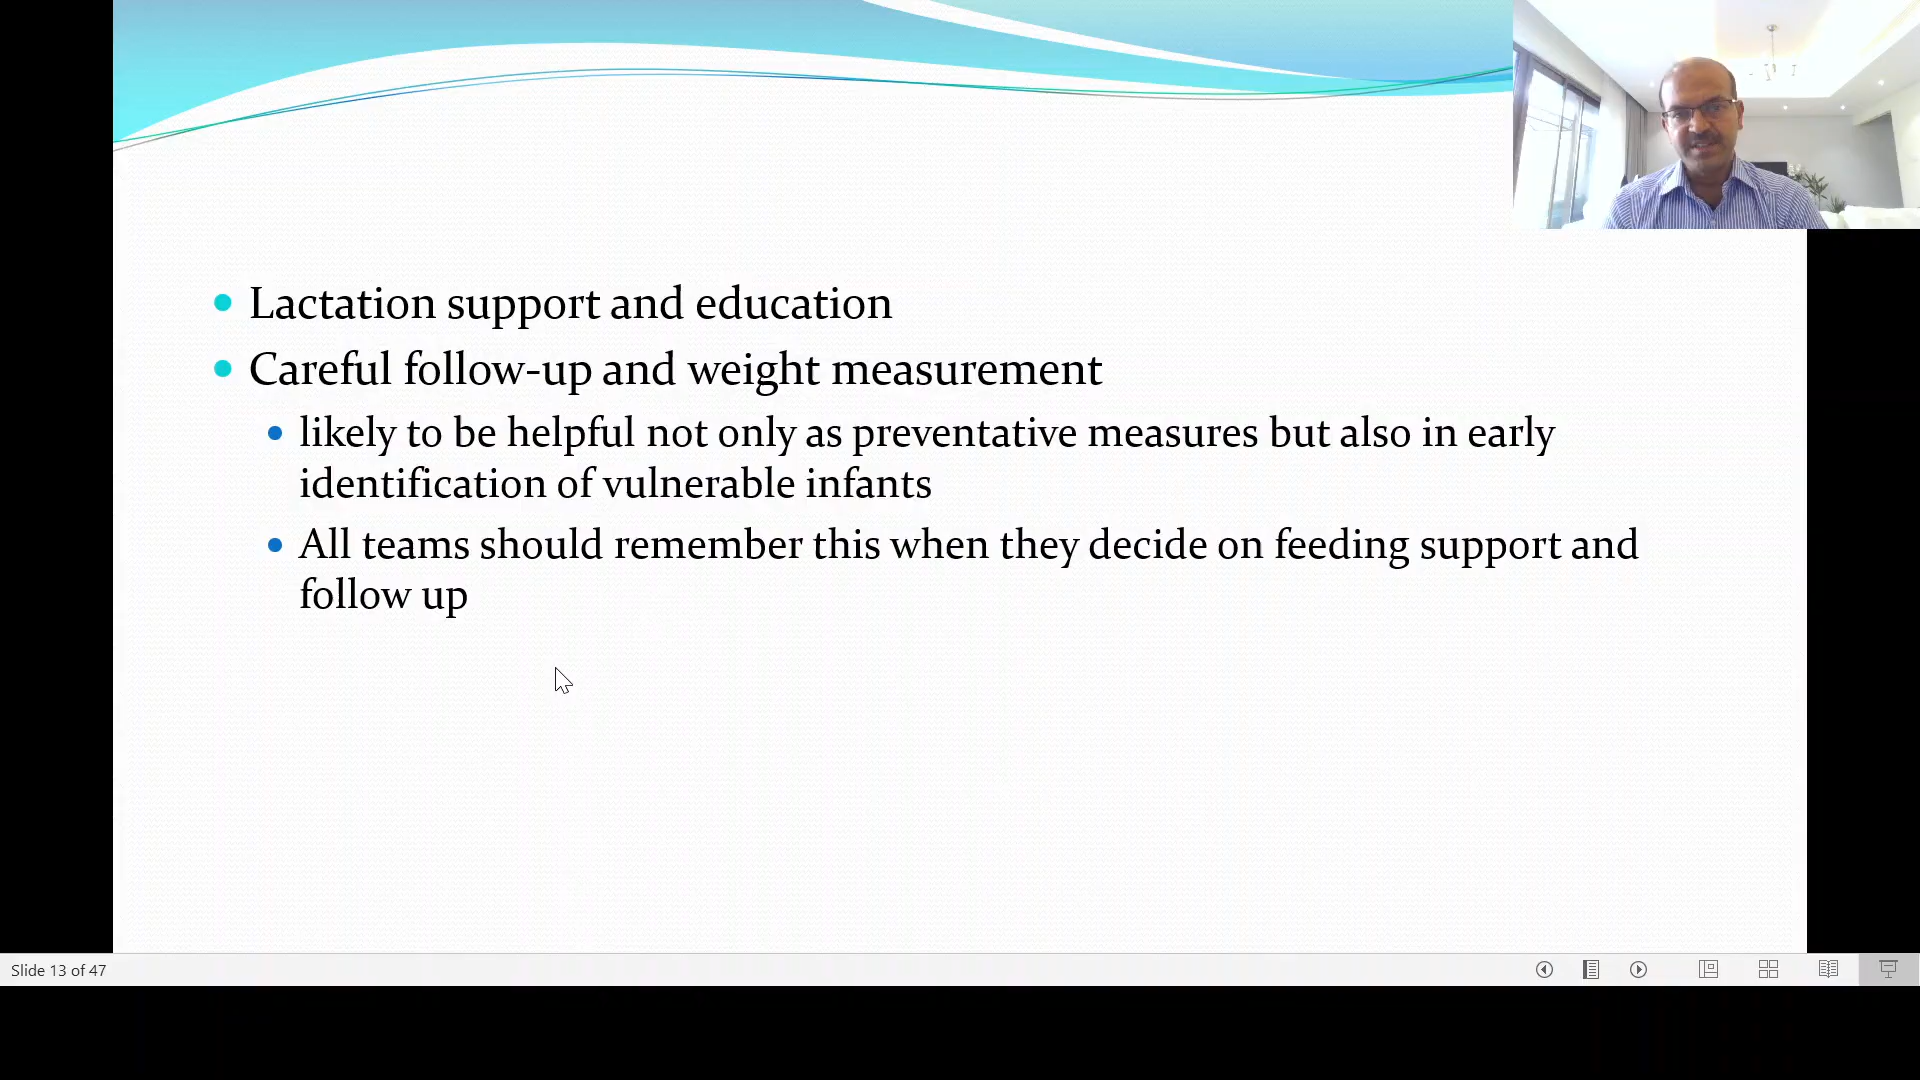 Lactation support and education
Careful follow-up and weight measurement
likely to be helpful not only as preventative measures but also in early
identification of vulnerable infants
All teams should remember this when they decide on feeding support and
follow up
Slide 13 of 47